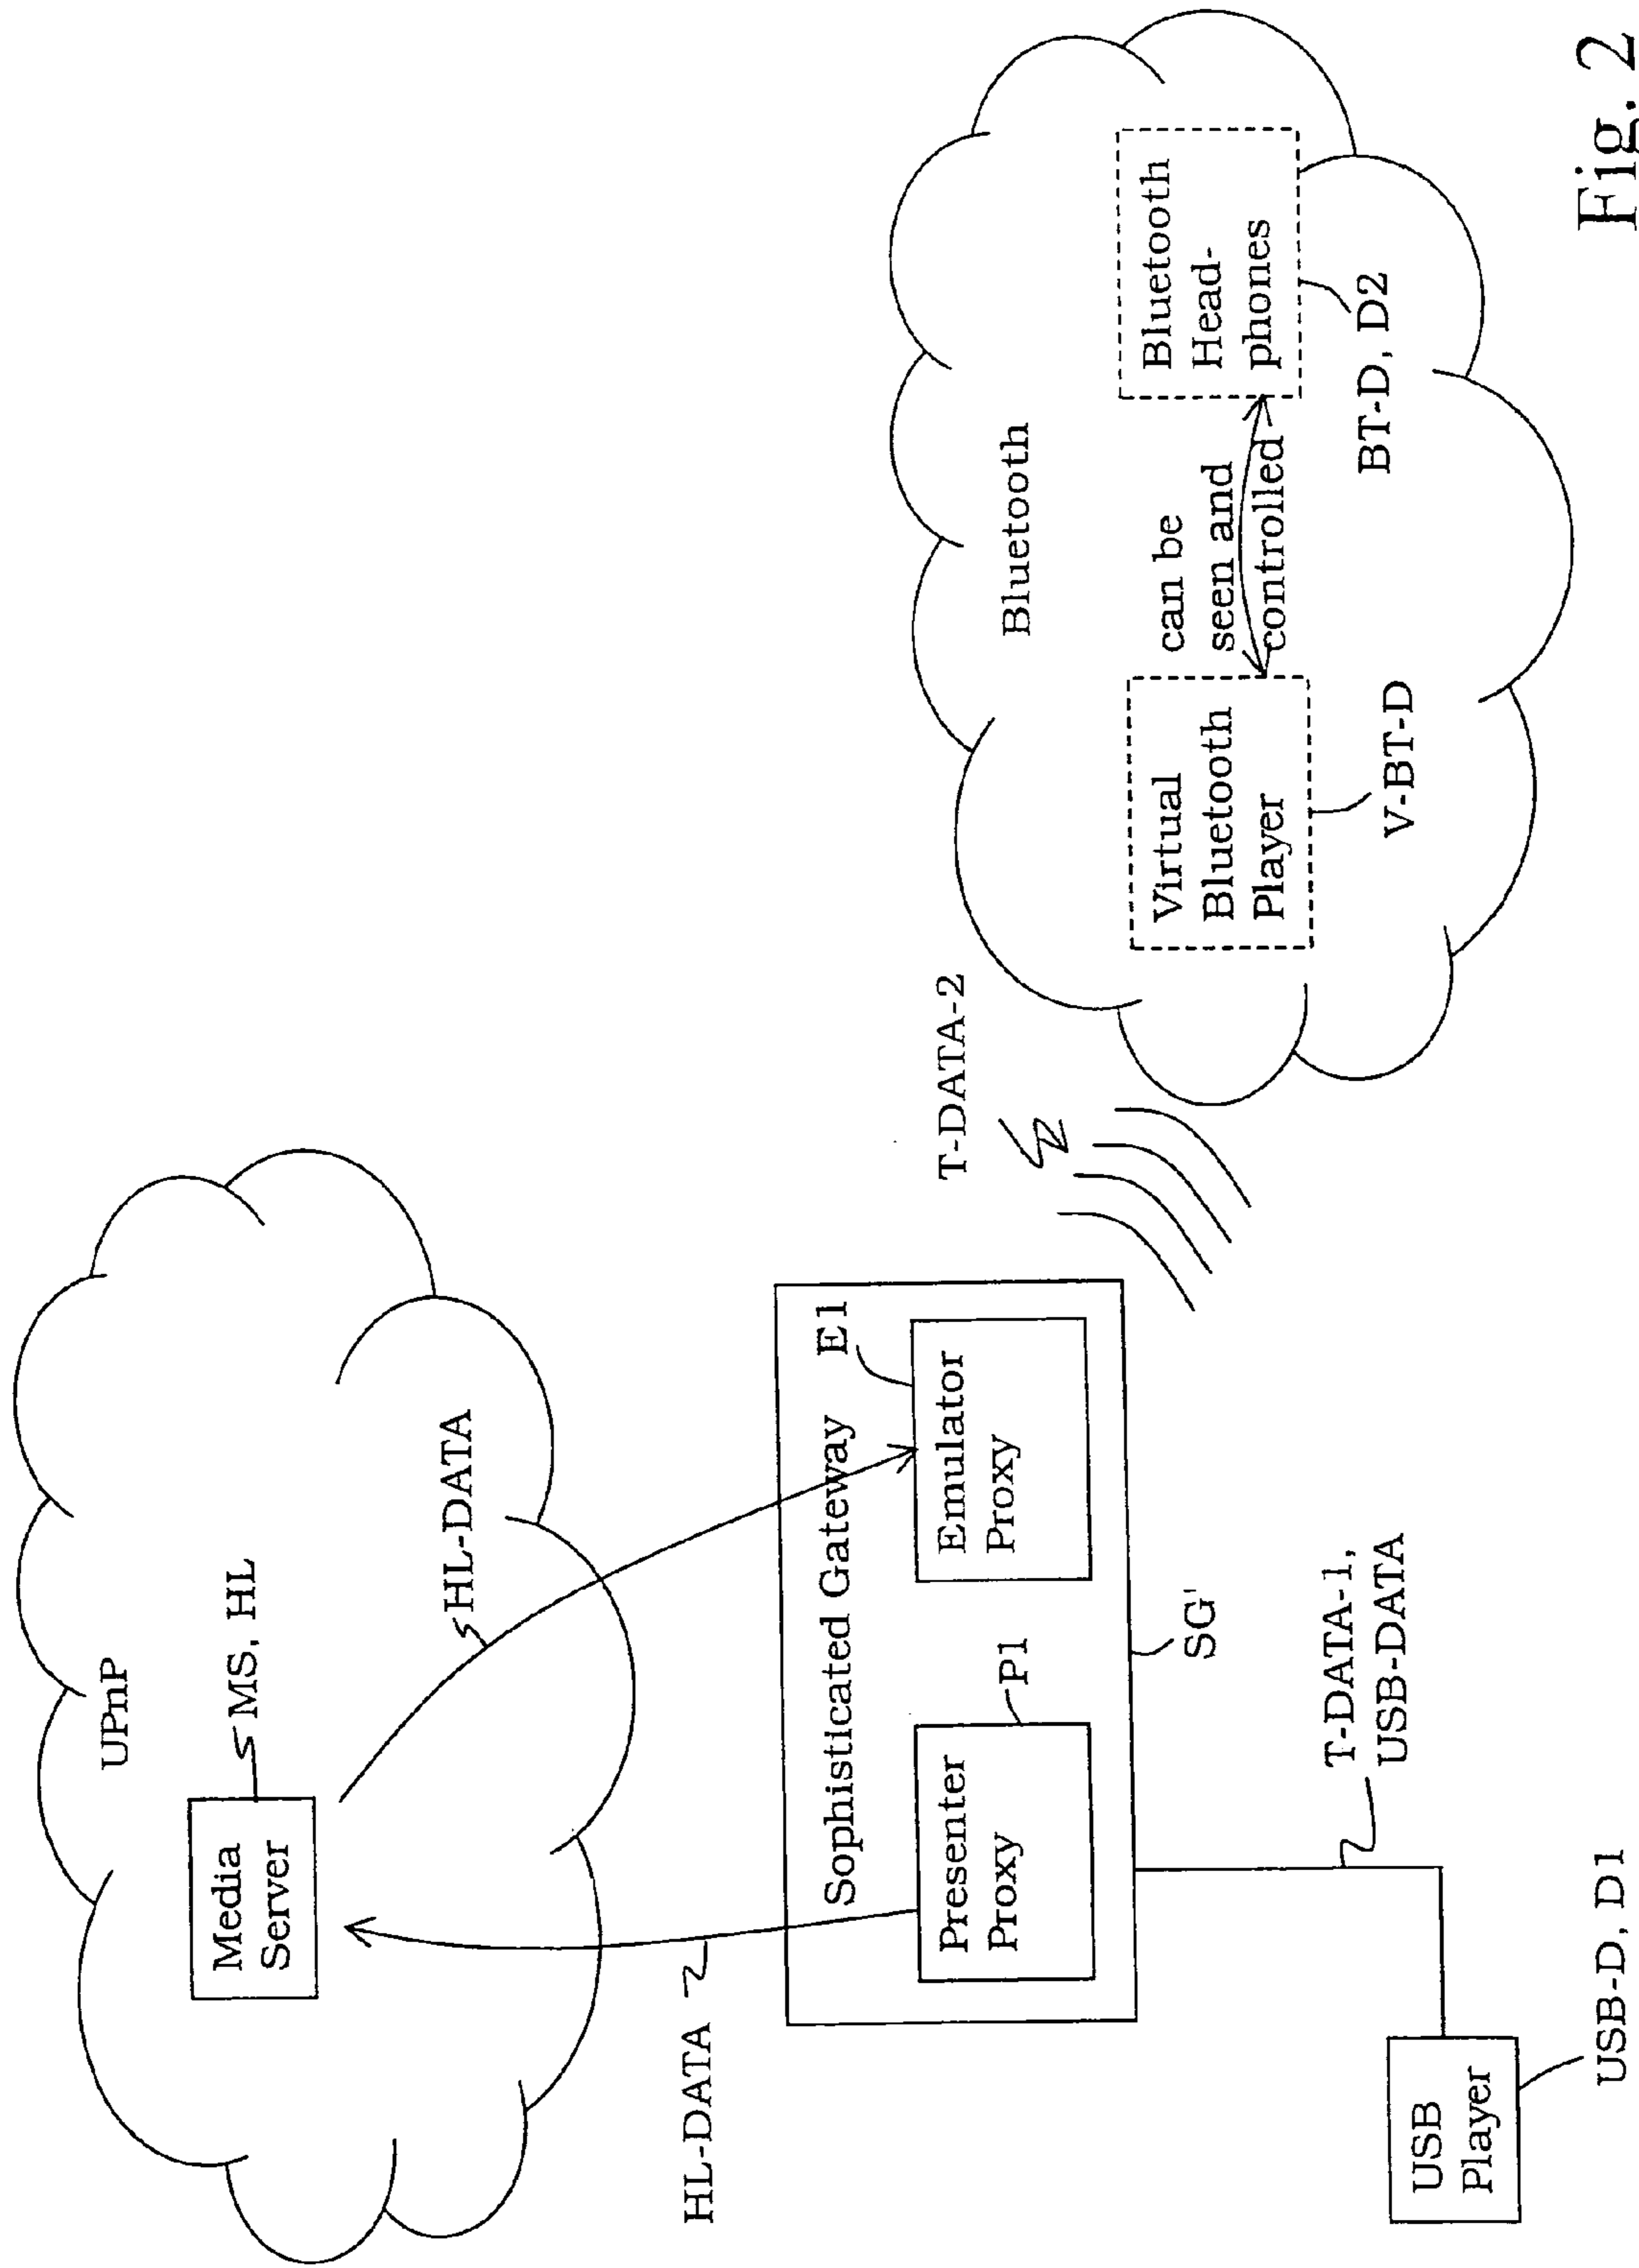 UPnP
Media
Server
MS, HL
HL-DATA
HL-DATA
Sophisticated Gateway
E1
Presenter
Proxy
P1
Emulator
Proxy
SG'
T-DATA-1,
USB-DATA
USB
Player
USB-D, D1
T-DATA-2
Bluetooth
Virtual
Bluetooth
Player
V-BT-D
can be
seen and
controlled
Bluetooth
Head-
phones
BT-D, D2
Fig. 2